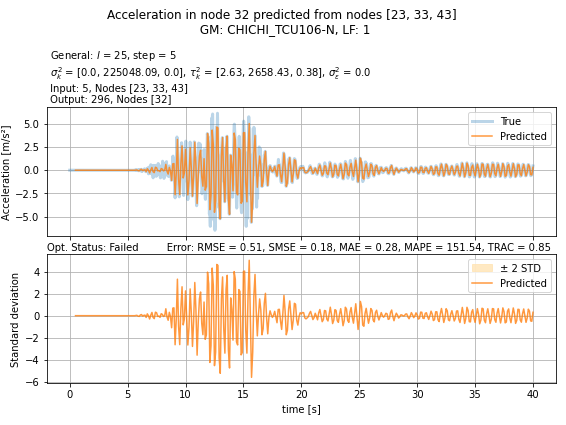 Acceleration in node 32 predicted from nodes [23, 33, 43]
GM: CHICHI_TCU106-N, LF: 1
General: l = 25, step = 5
σ²ₖ = [0.0, 225048.09, 0.0], τ²ₖ = [2.63, 2658.43, 0.38], σ²_ε = 0.0
Input: 5, Nodes [23, 33, 43]
Output: 296, Nodes [32]
True
Predicted
Acceleration [m/s²]
5.0
2.5
0.0
−2.5
−5.0
Opt. Status: Failed Error: RMSE = 0.51, SMSE = 0.18, MAE = 0.28, MAPE = 151.54, TRAC = 0.85
± 2 STD
Predicted
Standard deviation
4
2
0
−2
−4
−6
0 5 10 15 20 25 30 35 40
time [s]